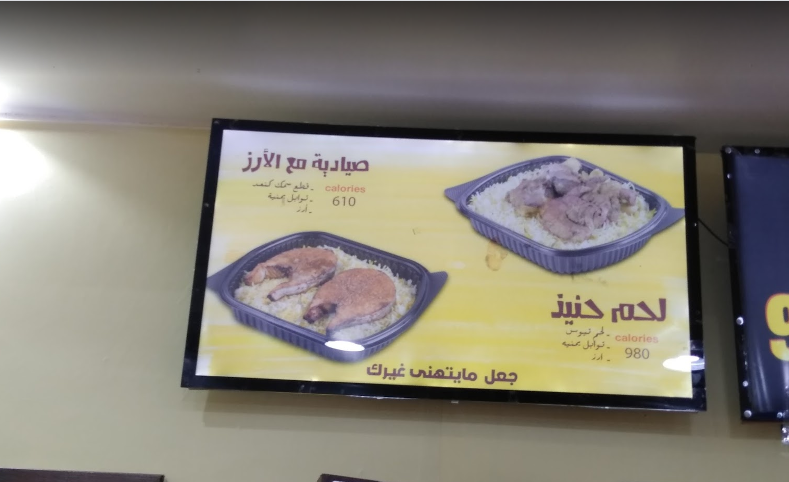 صيادية مع الأرز
calories
610
- قطع سمك كنعد
- توابل يمنية
- أرز
لحم حنيذ
calories
980
- لحم تيوس
- توابل يمنية
- أرز
جعل مايتهنى غيرك